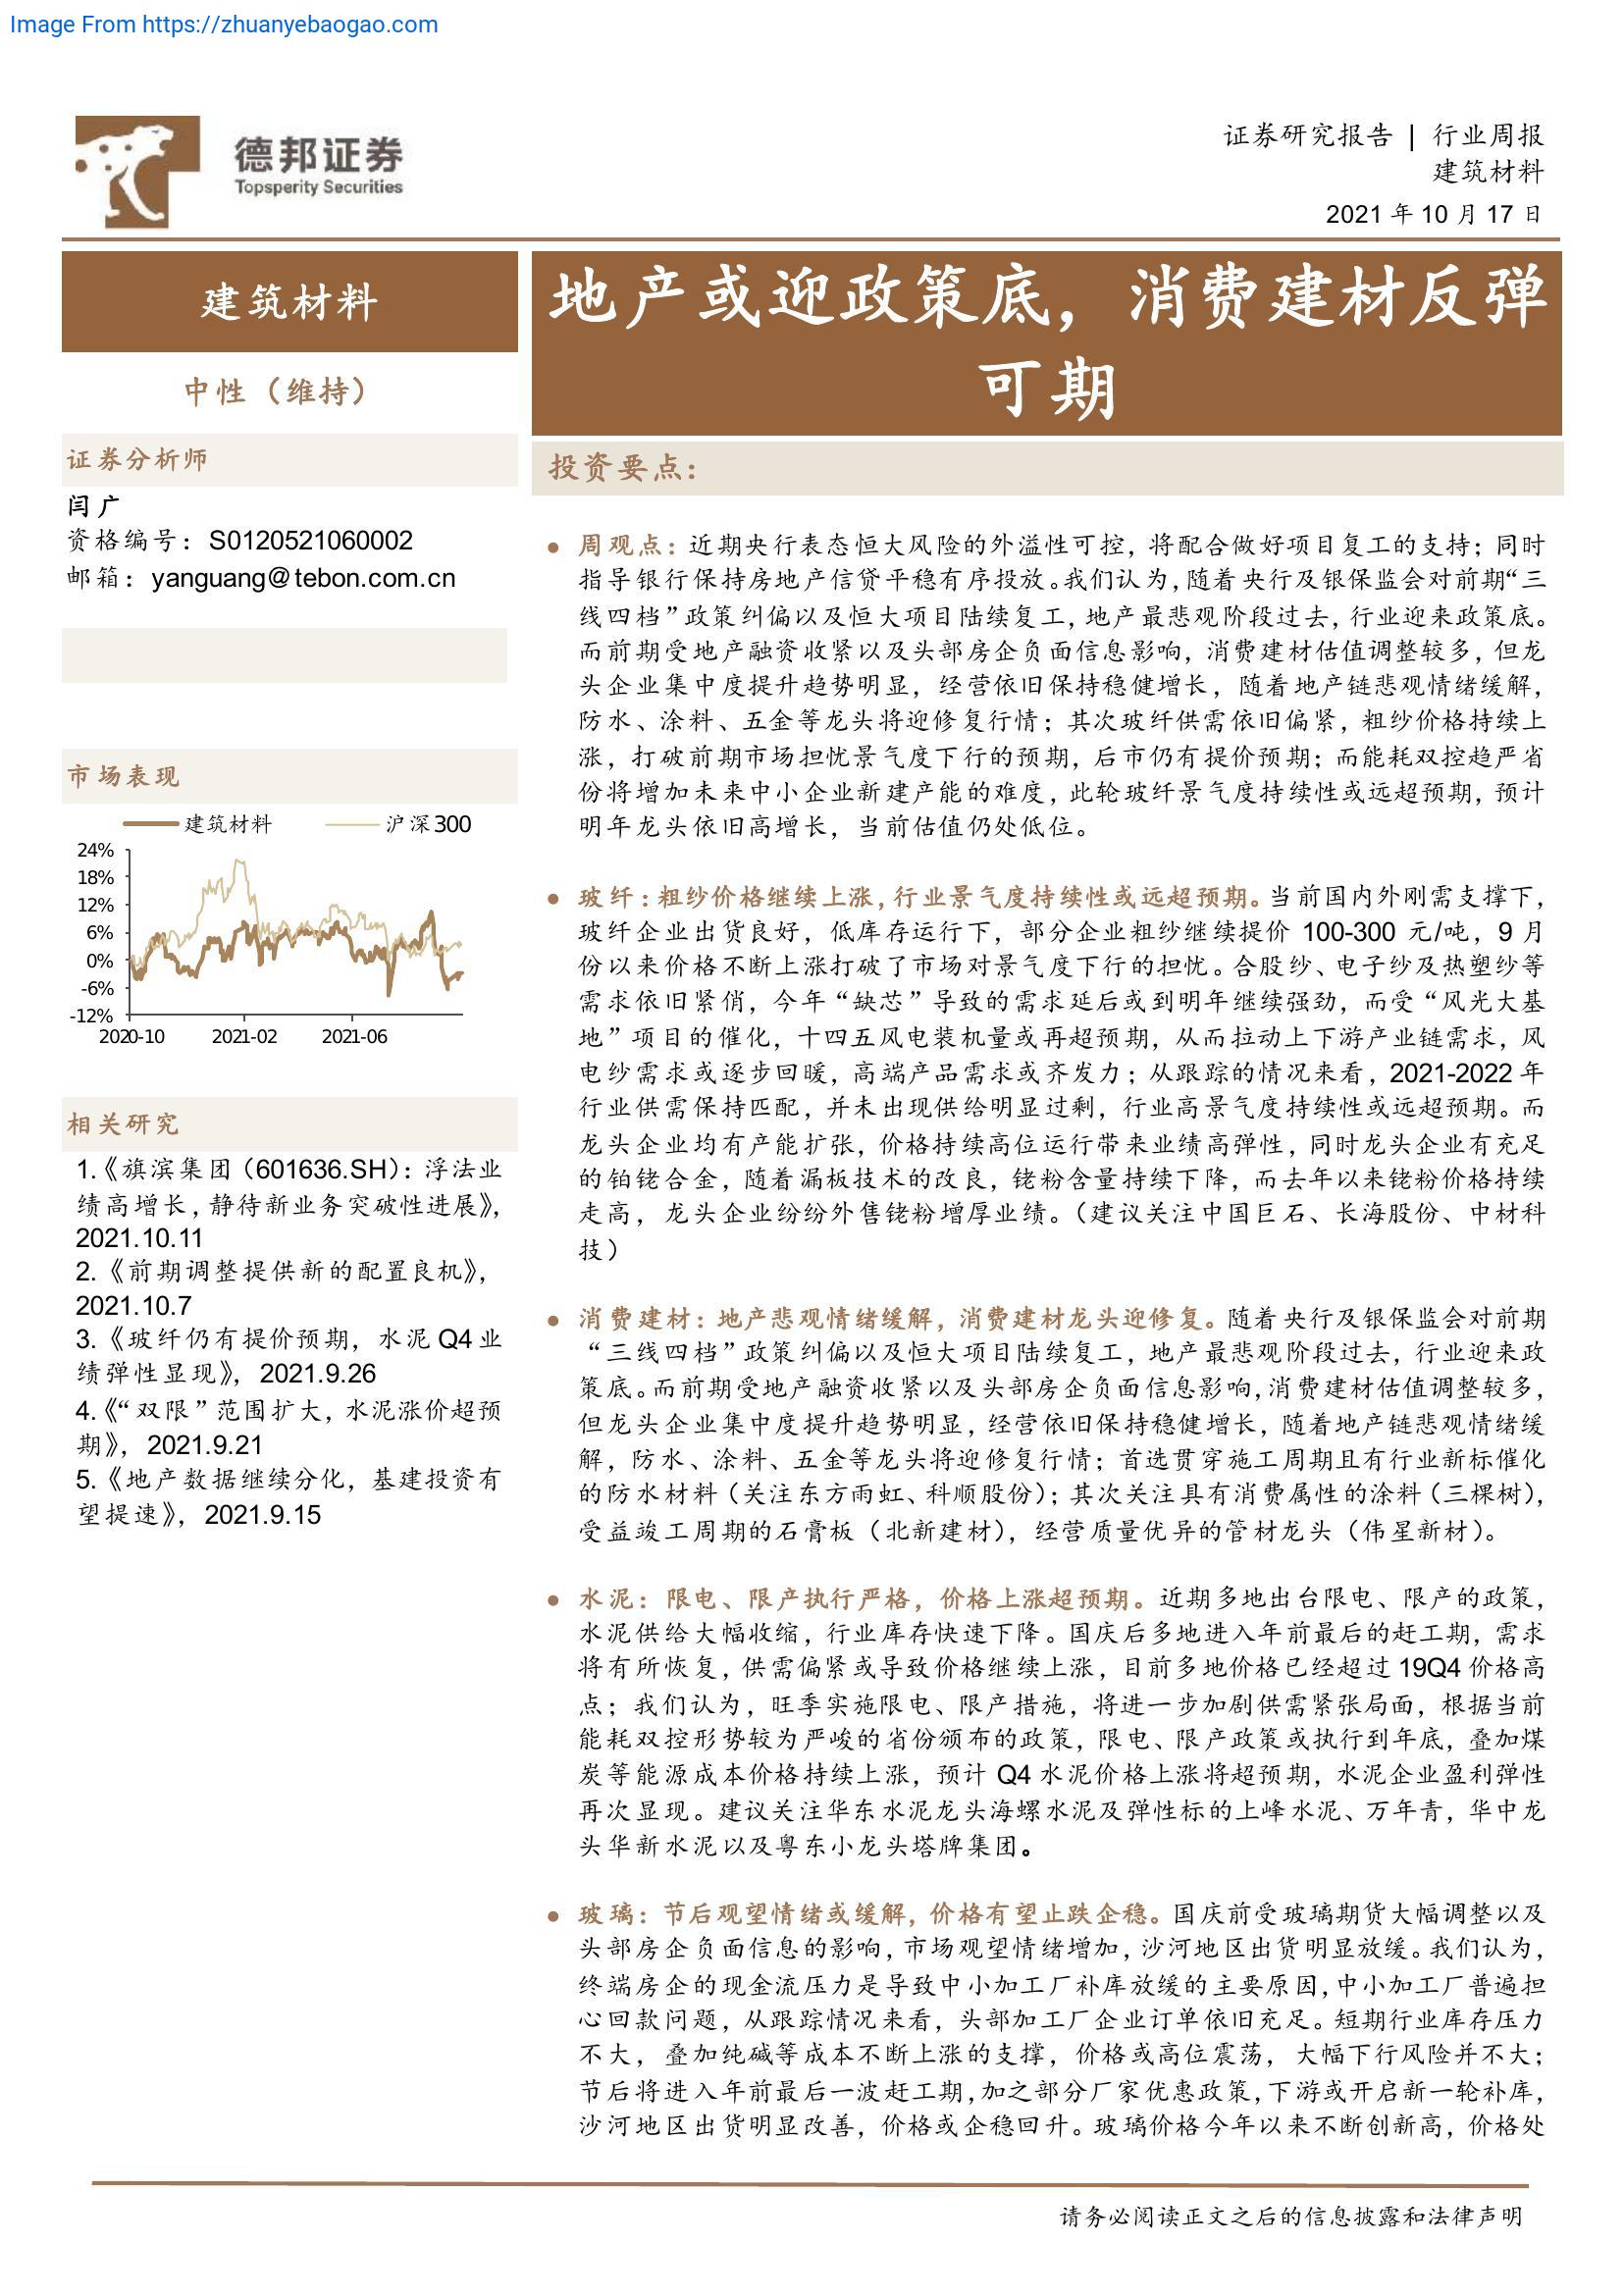 Image From https://zhuanyebaogao.com
德邦证券
Topsperity Securities
证券研究报告 | 行业周报
建筑材料
2021 年 10 月 17 日
建筑材料
中性（维持）
证券分析师
闫广
资格编号：S0120521060002
邮箱：yanguang@tebon.com.cn
市场表现
建筑材料 沪深300
24%
18%
12%
6%
0%
-6%
-12%
2020-10 2021-02 2021-06
相关研究
1.《旗滨集团（601636.SH）：浮法业
绩高增长，静待新业务突破性进展》，
2021.10.11
2.《前期调整提供新的配置良机》，
2021.10.7
3.《玻纤仍有提价预期，水泥 Q4 业
绩弹性显现》，2021.9.26
4.《“双限”范围扩大，水泥涨价超预
期》，2021.9.21
5.《地产数据继续分化，基建投资有
望提速》，2021.9.15
地产或迎政策底，消费建材反弹
可期
投资要点：
● 周观点：近期央行表态恒大风险的外溢性可控，将配合做好项目复工的支持；同时
指导银行保持房地产信贷平稳有序投放。我们认为，随着央行及银保监会对前期“三
线四档”政策纠偏以及恒大项目陆续复工，地产最悲观阶段过去，行业迎来政策底。
而前期受地产融资收紧以及头部房企负面信息影响，消费建材估值调整较多，但龙
头企业集中度提升趋势明显，经营依旧保持稳健增长，随着地产链悲观情绪缓解，
防水、涂料、五金等龙头将迎修复行情；其次玻纤供需依旧偏紧，粗纱价格持续上
涨，打破前期市场担忧景气度下行的预期，后市仍有提价预期；而能耗双控趋严省
份将增加未来中小企业新建产能的难度，此轮玻纤景气度持续性或远超预期，预计
明年龙头依旧高增长，当前估值仍处低位。
● 玻纤：粗纱价格继续上涨，行业景气度持续性或远超预期。当前国内外刚需支撑下，
玻纤企业出货良好，低库存运行下，部分企业粗纱继续提价 100-300 元/吨，9 月
份以来价格不断上涨打破了市场对景气度下行的担忧。合股纱、电子纱及热塑纱等
需求依旧紧俏，今年“缺芯”导致的需求延后或到明年继续强劲，而受“风光大基
地”项目的催化，十四五风电装机量或再超预期，从而拉动上下游产业链需求，风
电纱需求或逐步回暖，高端产品需求或齐发力；从跟踪的情况来看，2021-2022 年
行业供需保持匹配，并未出现供给明显过剩，行业高景气度持续性或远超预期。而
龙头企业均有产能扩张，价格持续高位运行带来业绩高弹性，同时龙头企业有充足
的铂铑合金，随着漏板技术的改良，铑粉含量持续下降，而去年以来铑粉价格持续
走高，龙头企业纷纷外售铑粉增厚业绩。（建议关注中国巨石、长海股份、中材科
技）
● 消费建材：地产悲观情绪缓解，消费建材龙头迎修复。随着央行及银保监会对前期
“三线四档”政策纠偏以及恒大项目陆续复工，地产最悲观阶段过去，行业迎来政
策底。而前期受地产融资收紧以及头部房企负面信息影响，消费建材估值调整较多，
但龙头企业集中度提升趋势明显，经营依旧保持稳健增长，随着地产链悲观情绪缓
解，防水、涂料、五金等龙头将迎修复行情；首选贯穿施工周期且有行业新标催化
的防水材料（关注东方雨虹、科顺股份）；其次关注具有消费属性的涂料（三棵树），
受益竣工周期的石膏板（北新建材），经营质量优异的管材龙头（伟星新材）。
● 水泥：限电、限产执行严格，价格上涨超预期。近期多地出台限电、限产的政策，
水泥供给大幅收缩，行业库存快速下降。国庆后多地进入年前最后的赶工期，需求
将有所恢复，供需偏紧或导致价格继续上涨，目前多地价格已经超过 19Q4 价格高
点；我们认为，旺季实施限电、限产措施，将进一步加剧供需紧张局面，根据当前
能耗双控形势较为严峻的省份颁布的政策，限电、限产政策或执行到年底，叠加煤
炭等能源成本价格持续上涨，预计 Q4 水泥价格上涨将超预期，水泥企业盈利弹性
再次显现。建议关注华东水泥龙头海螺水泥及弹性标的上峰水泥、万年青，华中龙
头华新水泥以及粤东小龙头塔牌集团。
● 玻璃：节后观望情绪或缓解，价格有望止跌企稳。国庆前受玻璃期货大幅调整以及
头部房企负面信息的影响，市场观望情绪增加，沙河地区出货明显放缓。我们认为，
终端房企的现金流压力是导致中小加工厂补库放缓的主要原因，中小加工厂普遍担
心回款问题，从跟踪情况来看，头部加工厂企业订单依旧充足。短期行业库存压力
不大，叠加纯碱等成本不断上涨的支撑，价格或高位震荡，大幅下行风险并不大；
节后将进入年前最后一波赶工期，加之部分厂家优惠政策，下游或开启新一轮补库，
沙河地区出货明显改善，价格或企稳回升。玻璃价格今年以来不断创新高，价格处
请务必阅读正文之后的信息披露和法律声明